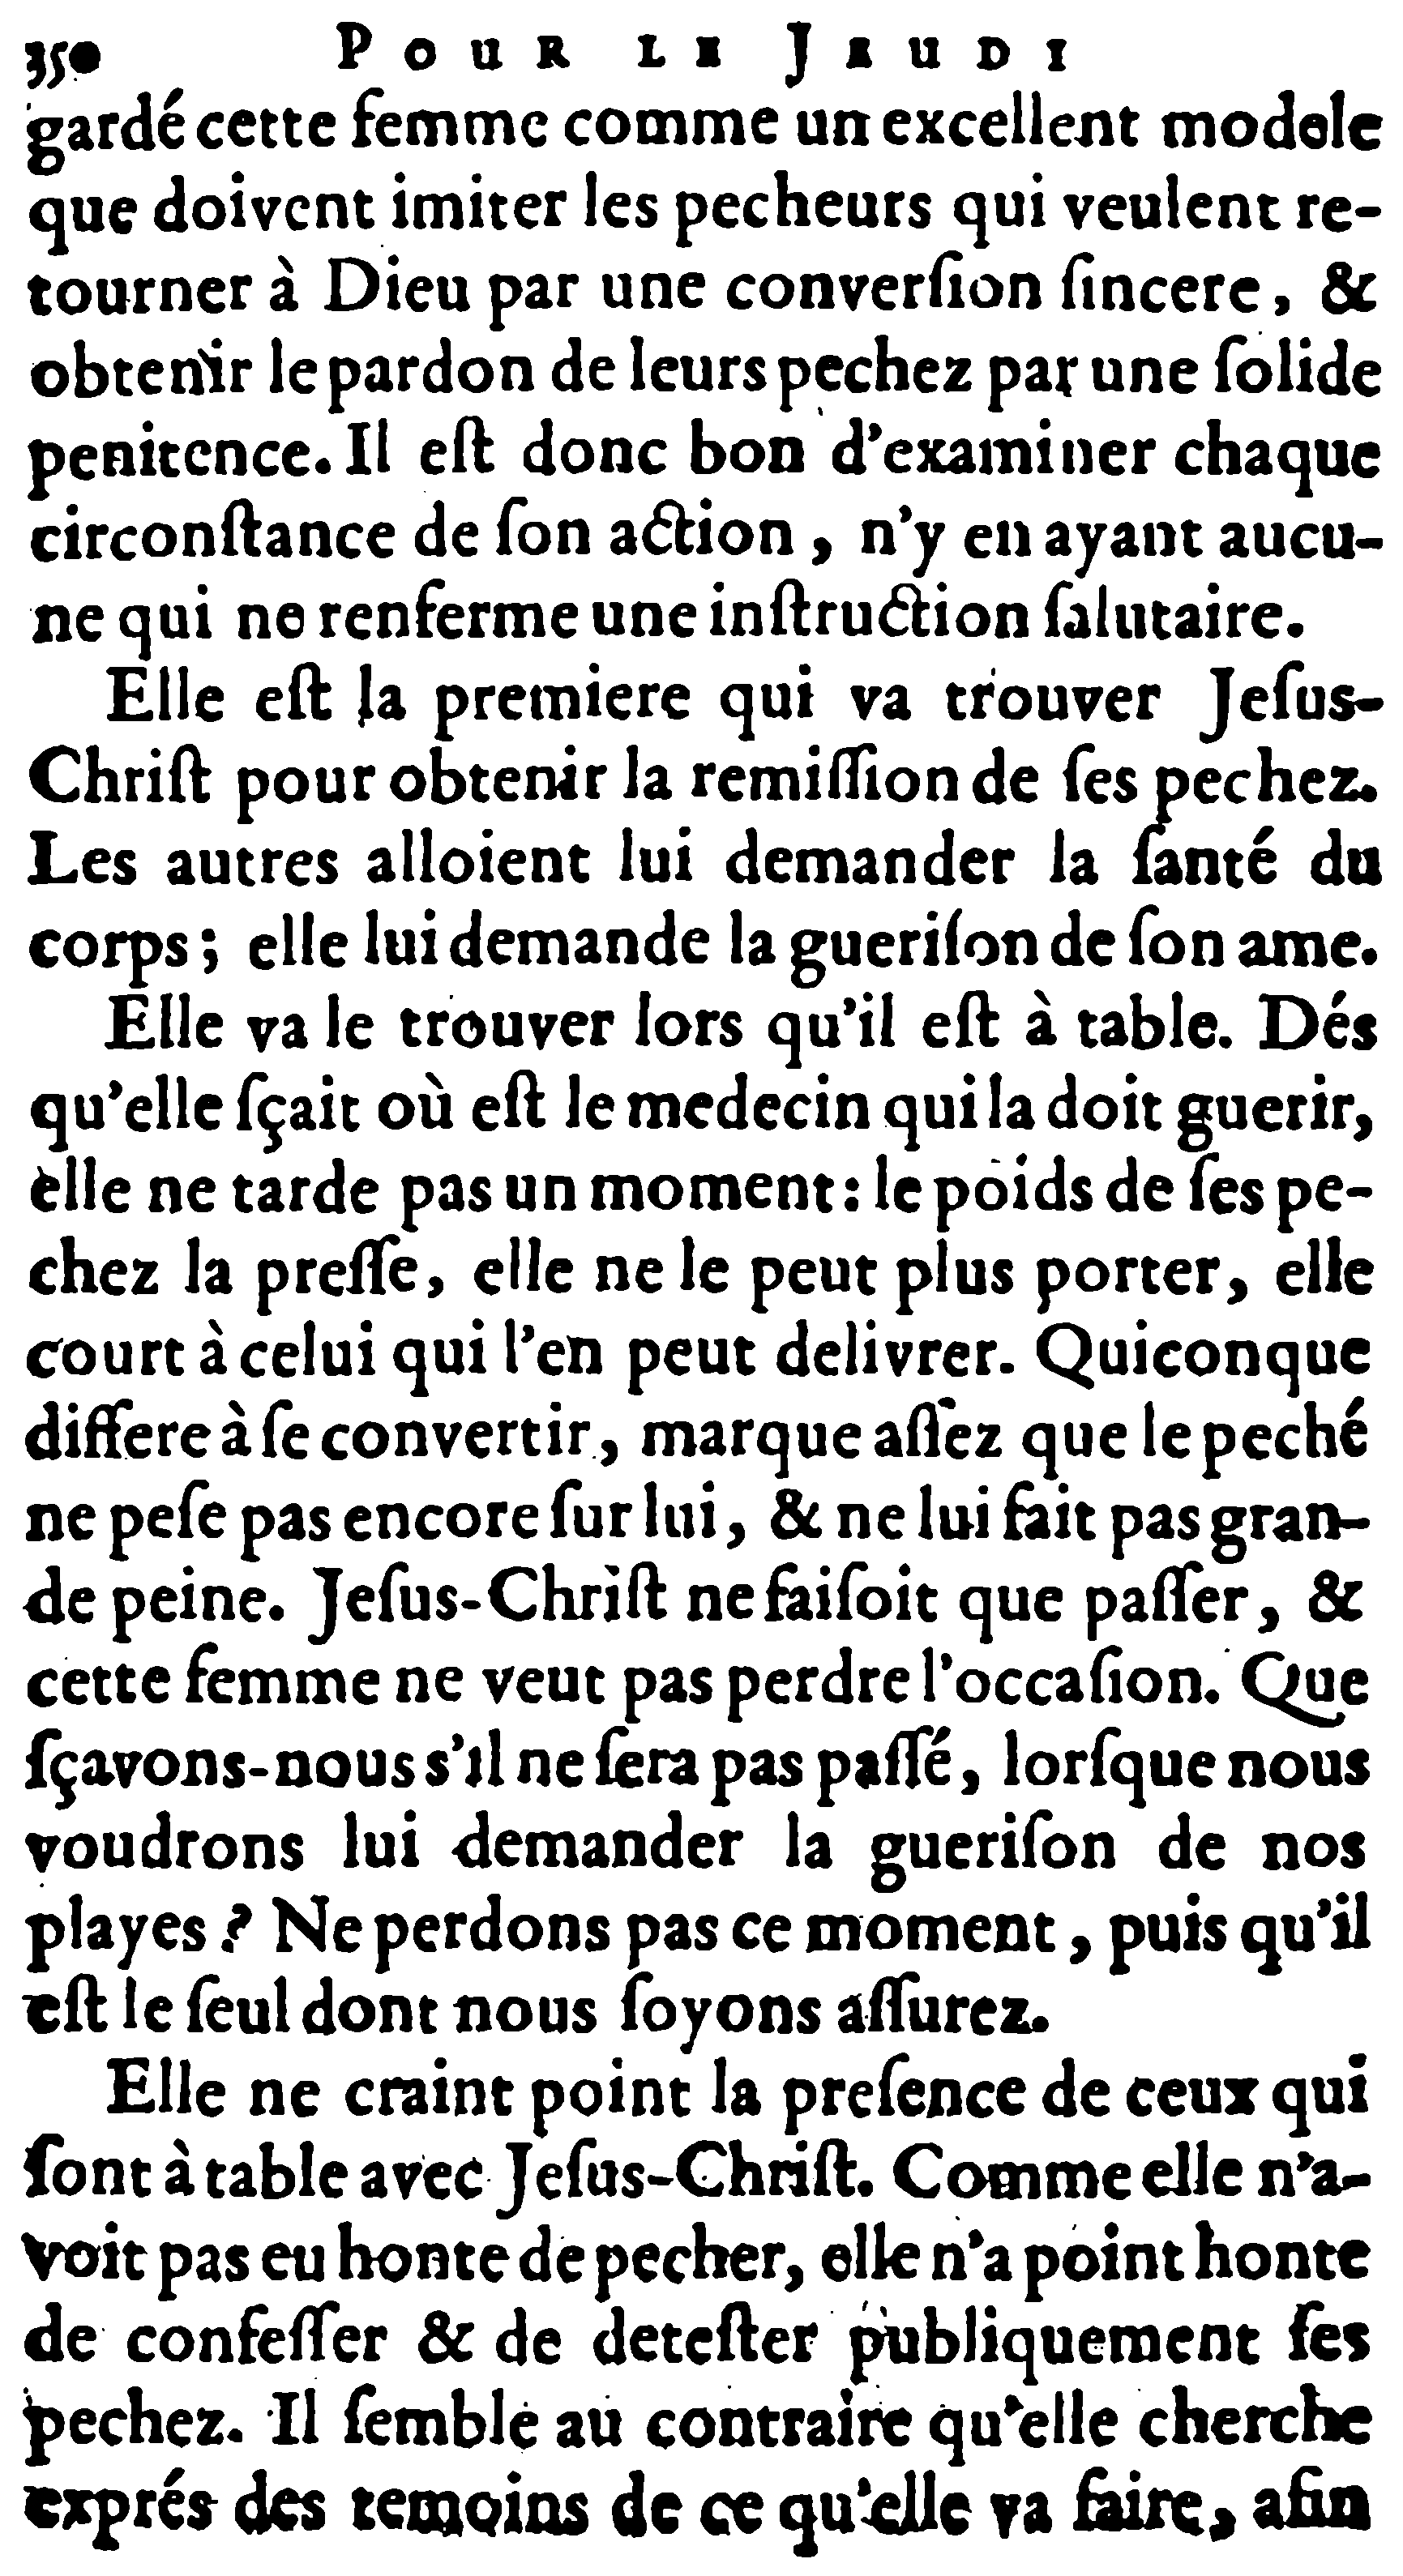 350 POUR LE JEUDI
gardé cette femme comme un excellent modele
que doivent imiter les pecheurs qui veulent re-
tourner à Dieu par une converſion ſincere, &
obtenir le pardon de leurs pechez par une ſolide
penitence. Il eſt donc bon d'examiner chaque
circonſtance de ſon action, n'y en ayant aucu-
ne qui ne renferme une inſtruction ſalutaire.
Elle eſt la premiere qui va trouver Jeſus-
Chriſt pour obtenir la remiſſion de ſes pechez.
Les autres alloient lui demander la ſanté du
corps; elle lui demande la gueriſon de ſon ame.
Elle va le trouver lors qu'il eſt à table. Dés
qu'elle ſçait où eſt le medecin qui la doit guerir,
elle ne tarde pas un moment: le poids de ſes pe-
chez la preſſe, elle ne le peut plus porter, elle
court à celui qui l'en peut delivrer. Quiconque
differe à ſe convertir, marque aſſez que le peché
ne peſe pas encore ſur lui, & ne lui fait pas gran-
de peine. Jeſus-Chriſt ne faiſoit que paſſer, &
cette femme ne veut pas perdre l'occaſion. Que
ſçavons-nous s'il ne ſera pas paſſé, lorſque nous
voudrons lui demander la gueriſon de nos
playes? Ne perdons pas ce moment, puis qu'il
eſt le ſeul dont nous ſoyons aſſurez.
Elle ne craint point la preſence de ceux qui
ſont à table avec Jeſus-Chriſt. Comme elle n'a-
voit pas eu honte de pecher, elle n'a point honte
de confeſſer & de deteſter publiquement ſes
pechez. Il ſemble au contraire qu'elle cherche
exprés des temoins de ce qu'elle va faire, afin